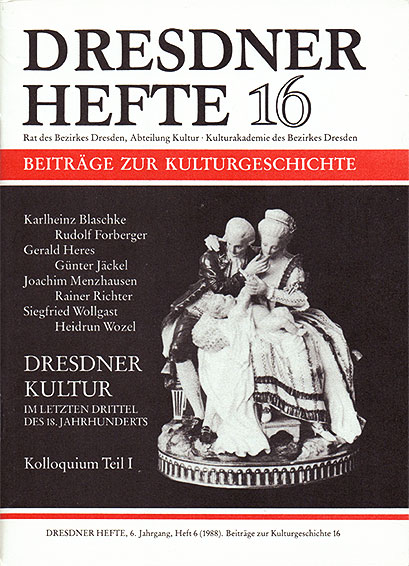 DRESDNER
HEFTE 16
Rat des Bezirkes Dresden, Abteilung Kultur · Kulturakademie des Bezirkes Dresden
BEITRÄGE ZUR KULTURGESCHICHTE
Karlheinz Blaschke
Rudolf Forberger
Gerald Heres
Günter Jäckel
Joachim Menzhausen
Rainer Richter
Siegfried Wollgast
Heidrun Wozel
DRESDNER
KULTUR
IM LETZTEN DRITTEL
DES 18. JAHRHUNDERTS
Kolloquium Teil I
DRESDNER HEFTE, 6. Jahrgang, Heft 6 (1988). Beiträge zur Kulturgeschichte 16